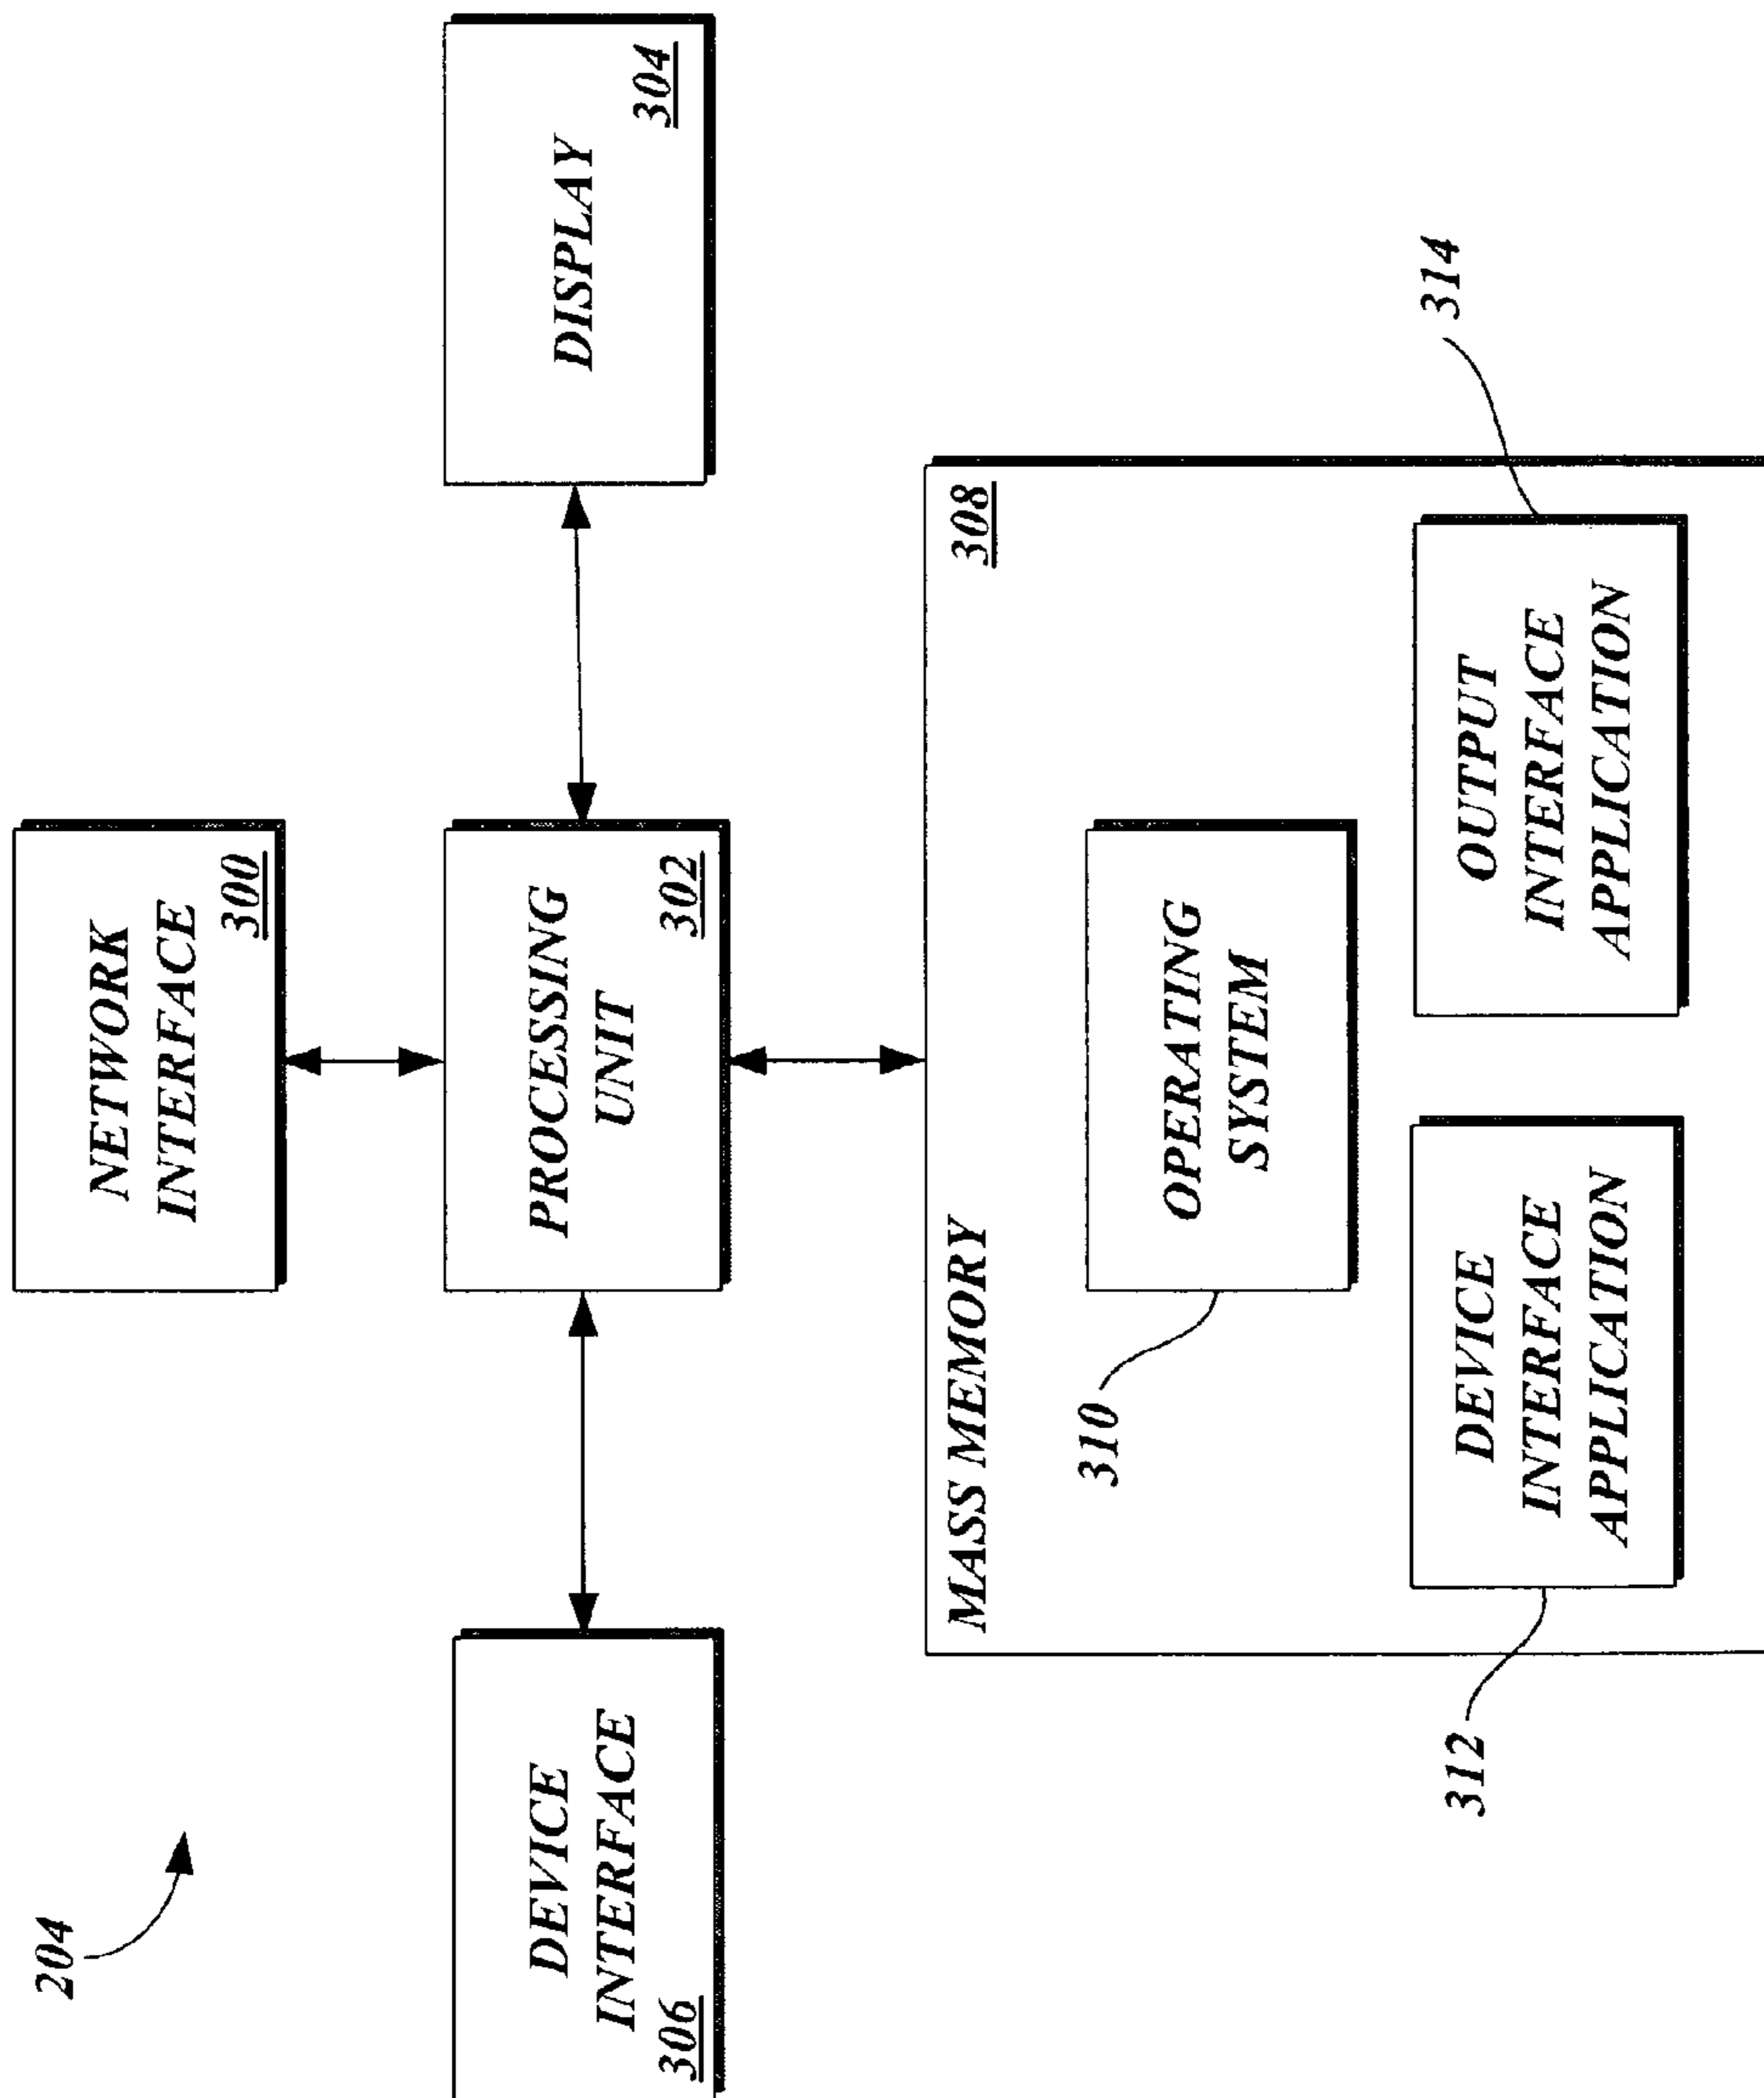 204
NETWORK
INTERFACE
300
DEVICE
INTERFACE
306
PROCESSING
UNIT
302
DISPLAY
304
MASS MEMORY
308
310
OPERATING
SYSTEM
312
DEVICE
INTERFACE
APPLICATION
OUTPUT
INTERFACE
APPLICATION
314